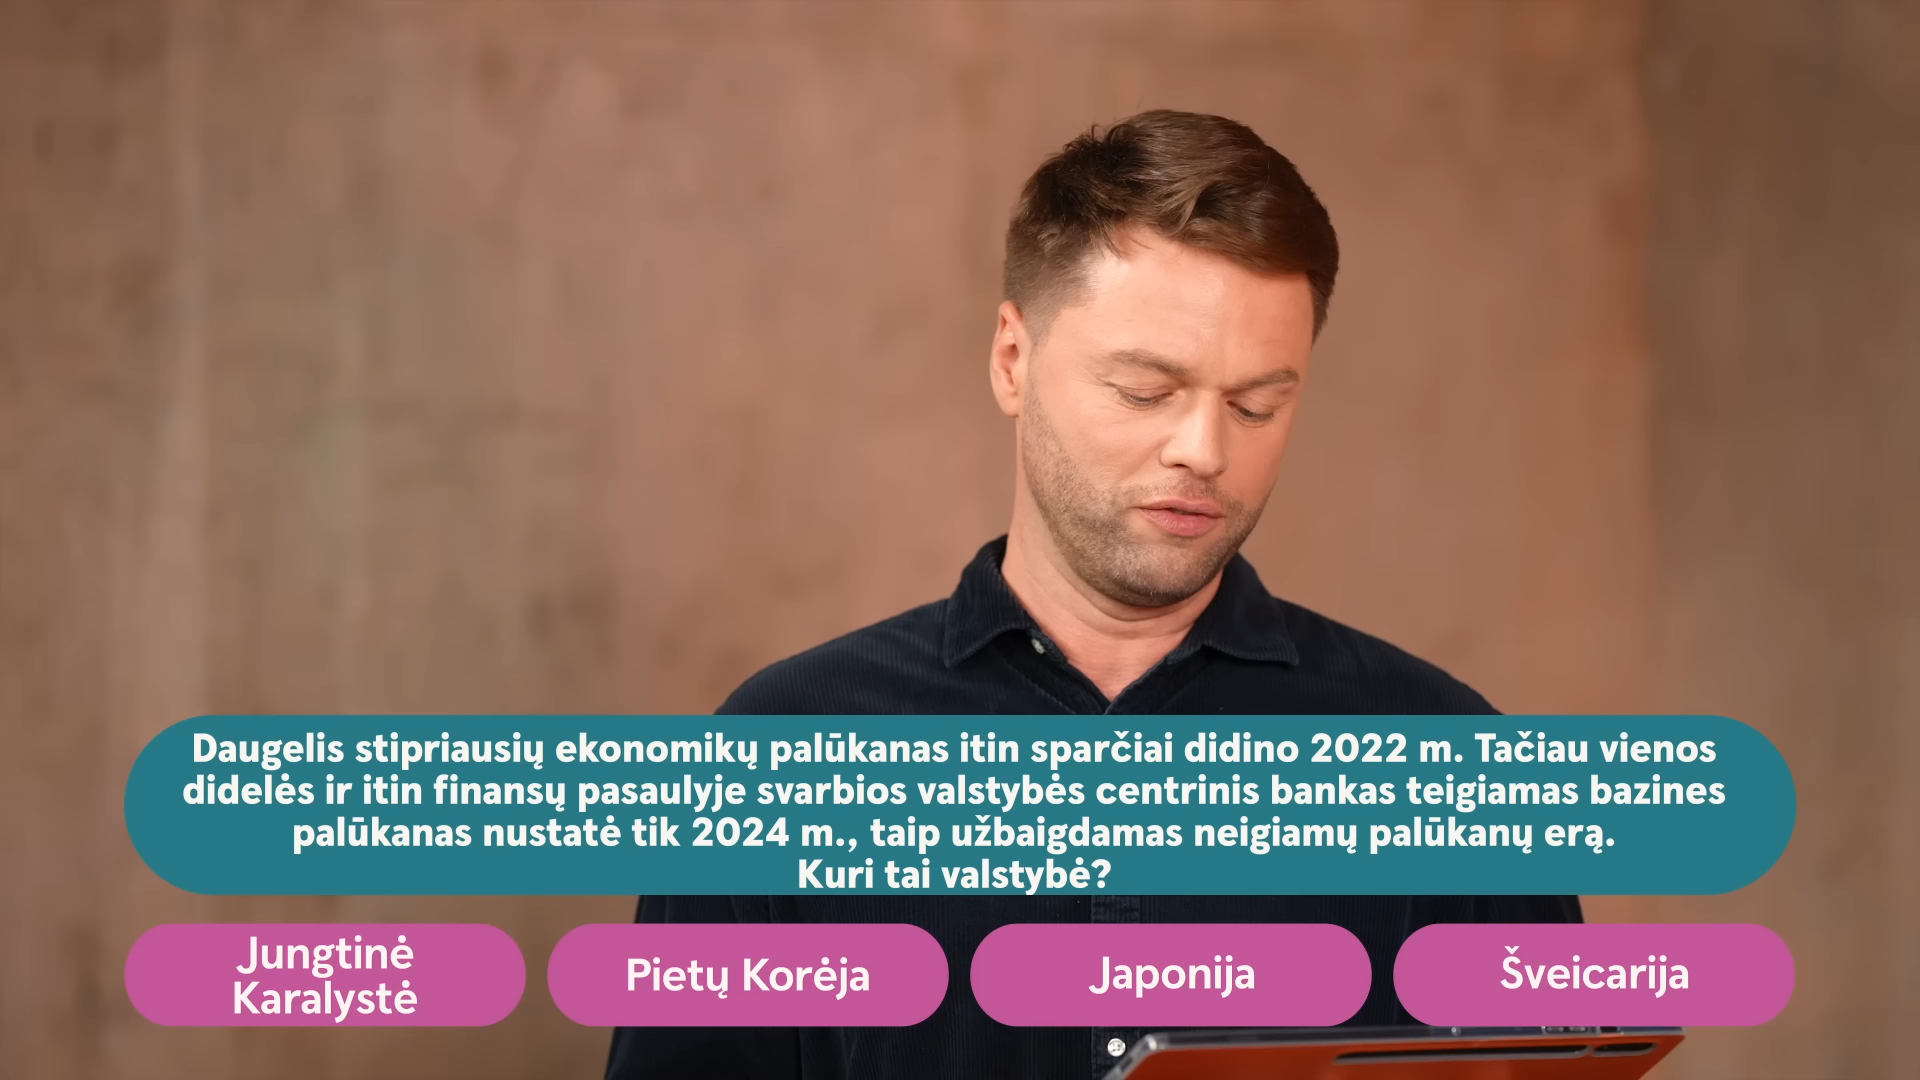 Daugelis stipriausių ekonomikų palūkanas itin sparčiai didino 2022 m. Tačiau vienos
didelės ir itin finansų pasaulyje svarbios valstybės centrinis bankas teigiamas bazines
palūkanas nustatė tik 2024 m., taip užbaigdamas neigiamų palūkanų erą.
Kuri tai valstybė?
Jungtinė
Karalystė
Pietų Korėja
Japonija
Šveicarija